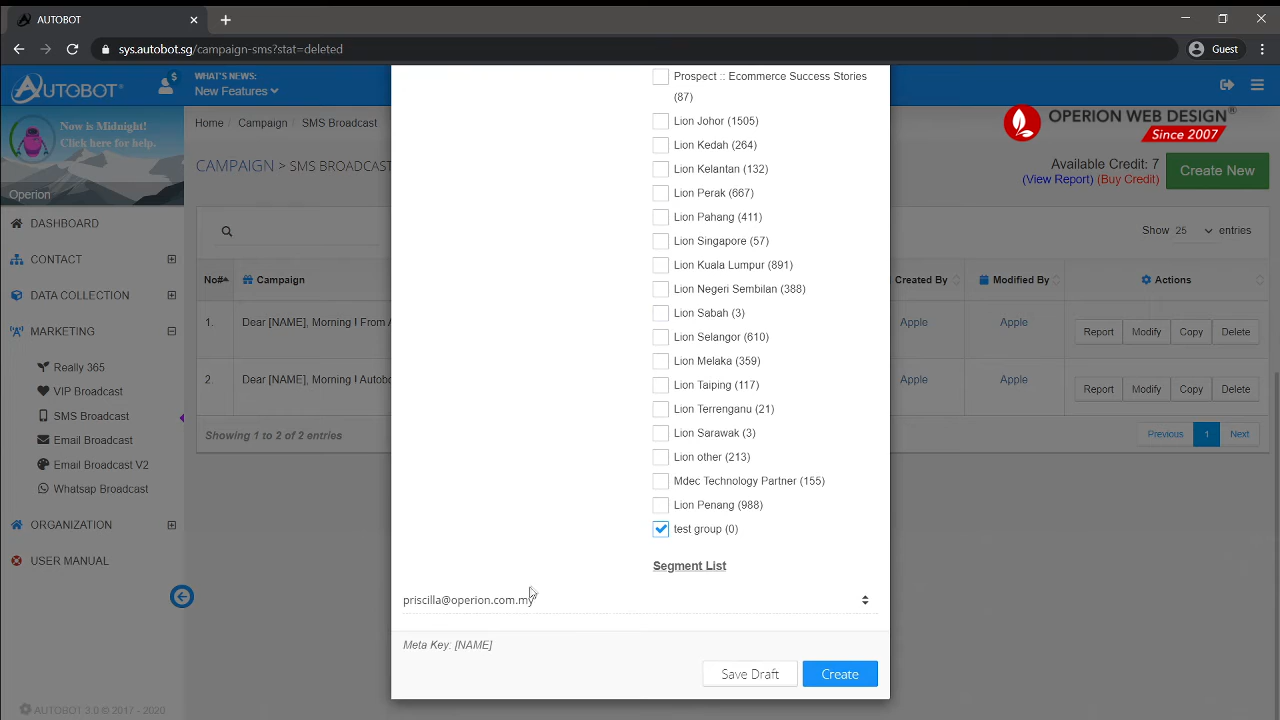 AUTOBOT
sys.autobot.sg/campaign-sms?stat=deleted
Guest
AUTOBOT
WHAT'S NEW:
New Features
Now is Midnight!
Click here for help.
Operion
DASHBOARD
CONTACT
DATA COLLECTION
MARKETING
Really 365
VIP Broadcast
SMS Broadcast
Email Broadcast
Email Broadcast V2
Whatsap Broadcast
ORGANIZATION
USER MANUAL
AUTOBOT 3.0 © 2017 - 2020
Home Campaign SMS Broadcast
CAMPAIGN > SMS BROADCAST
OPERION WEB DESIGN®
Since 2007
Available Credit: 7
(View Report) (Buy Credit)
Create New
Show 25 entries
No# Campaign Created By Modified By Actions
1. Dear [NAME], Morning ! From A Apple Apple Report Modify Copy Delete
2. Dear [NAME], Morning ! Autobo Apple Apple Report Modify Copy Delete
Showing 1 to 2 of 2 entries
Previous 1 Next
Prospect :: Ecommerce Success Stories
(87)
Lion Johor (1505)
Lion Kedah (264)
Lion Kelantan (132)
Lion Perak (667)
Lion Pahang (411)
Lion Singapore (57)
Lion Kuala Lumpur (891)
Lion Negeri Sembilan (388)
Lion Sabah (3)
Lion Selangor (610)
Lion Melaka (359)
Lion Taiping (117)
Lion Terrenganu (21)
Lion Sarawak (3)
Lion other (213)
Mdec Technology Partner (155)
Lion Penang (988)
test group (0)
Segment List
priscilla@operion.com.my
Meta Key: [NAME]
Save Draft
Create